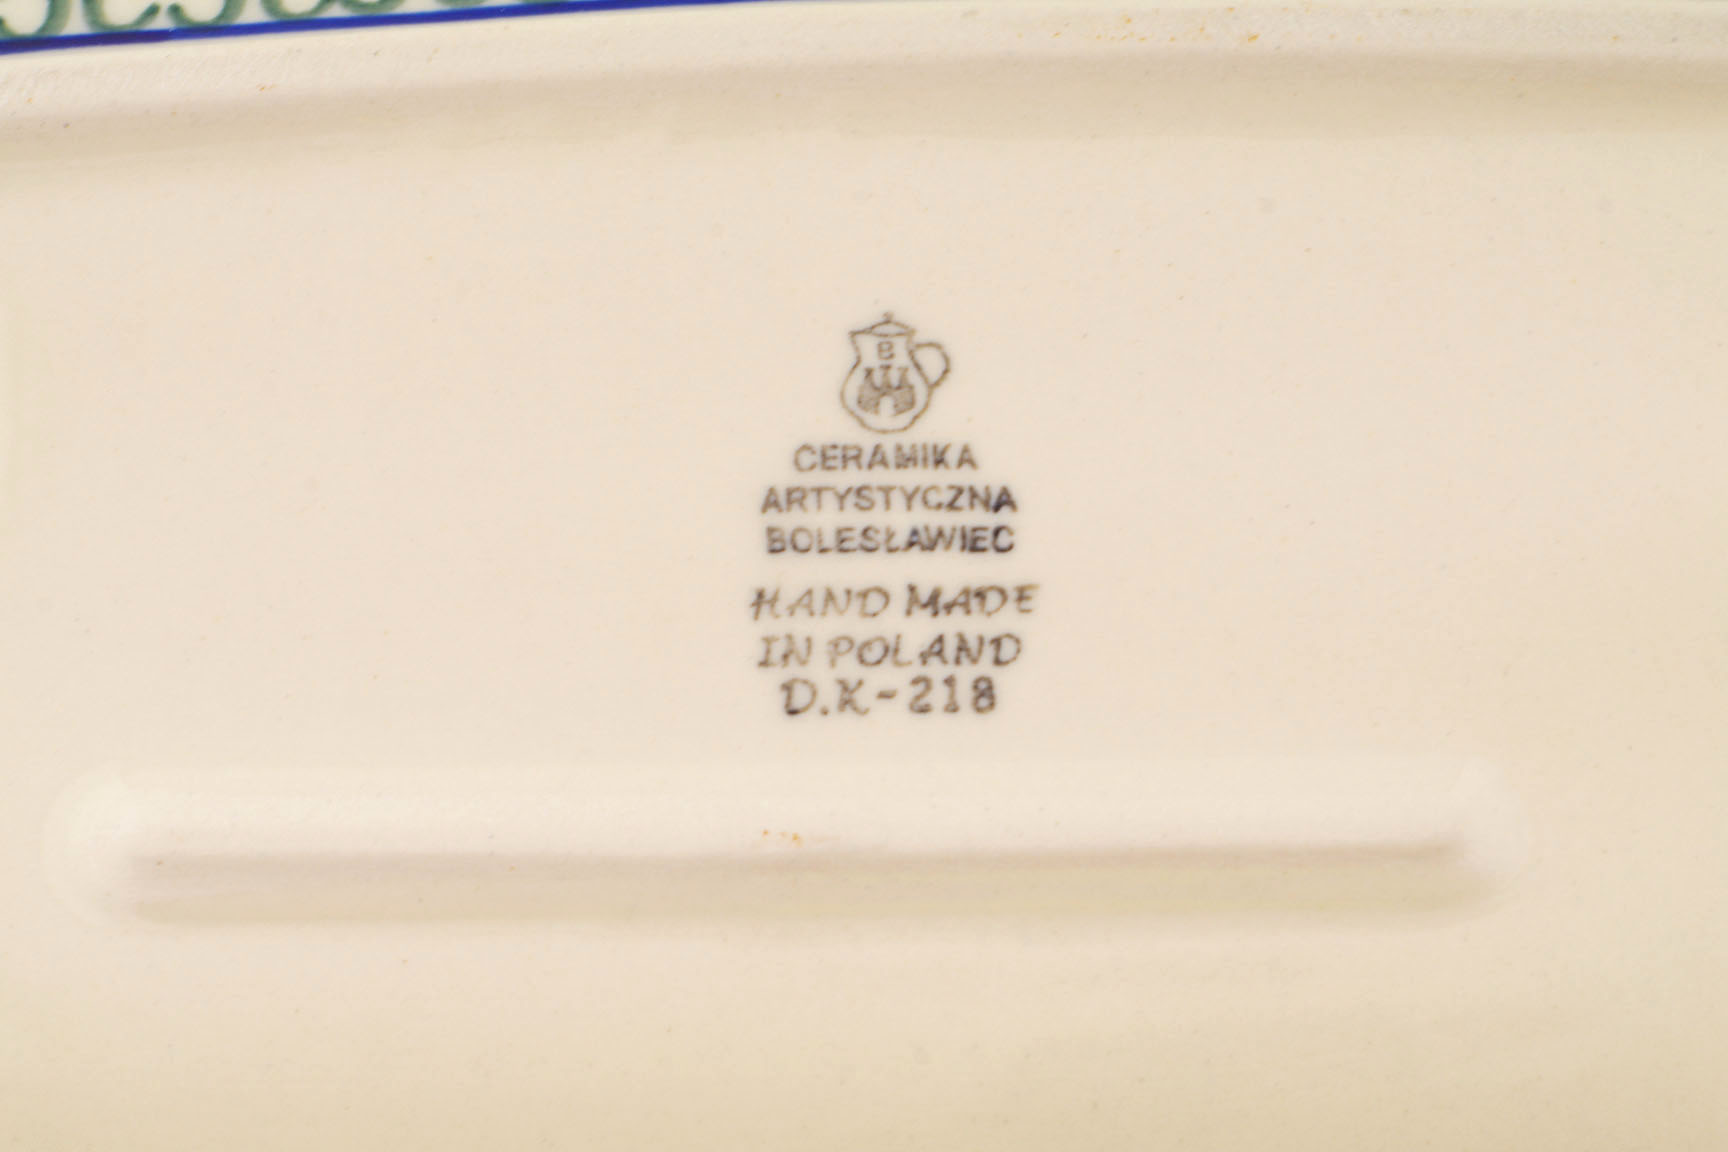 B
CERAMIKA
ARTYSTYCZNA
BOLESŁAWIEC
HAND MADE
IN POLAND
D.K-218